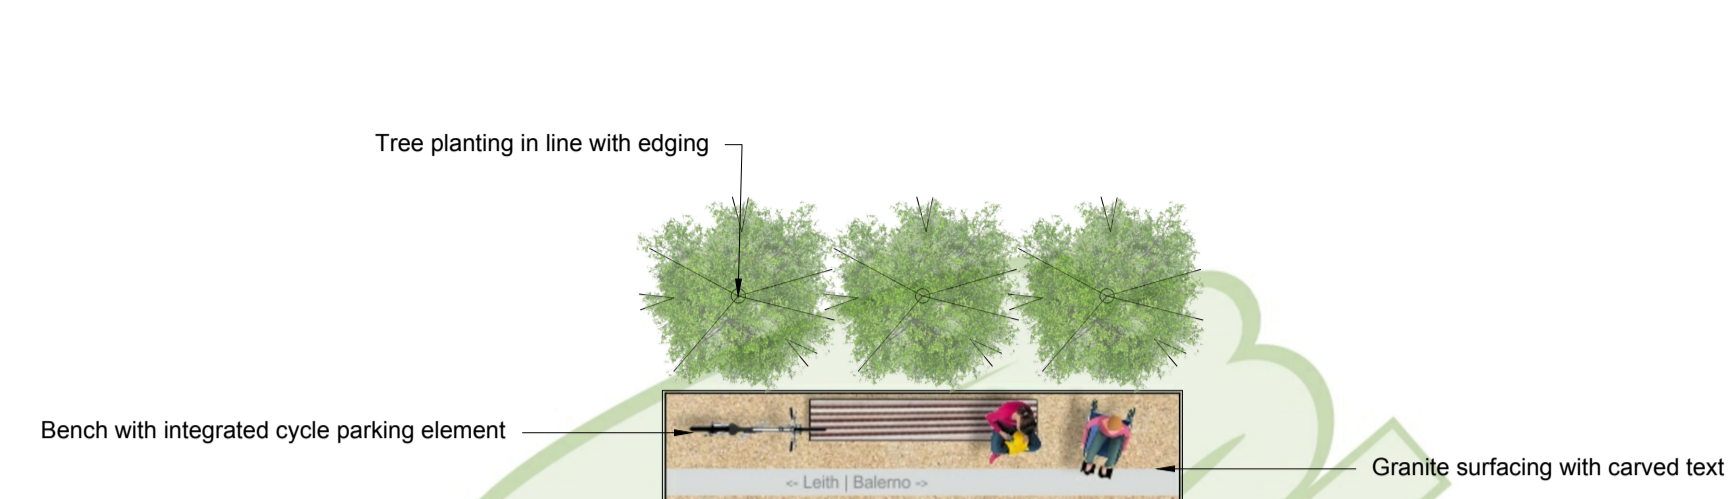 Tree planting in line with edging
Bench with integrated cycle parking element
Granite surfacing with carved text
<- Leith | Balerno ->